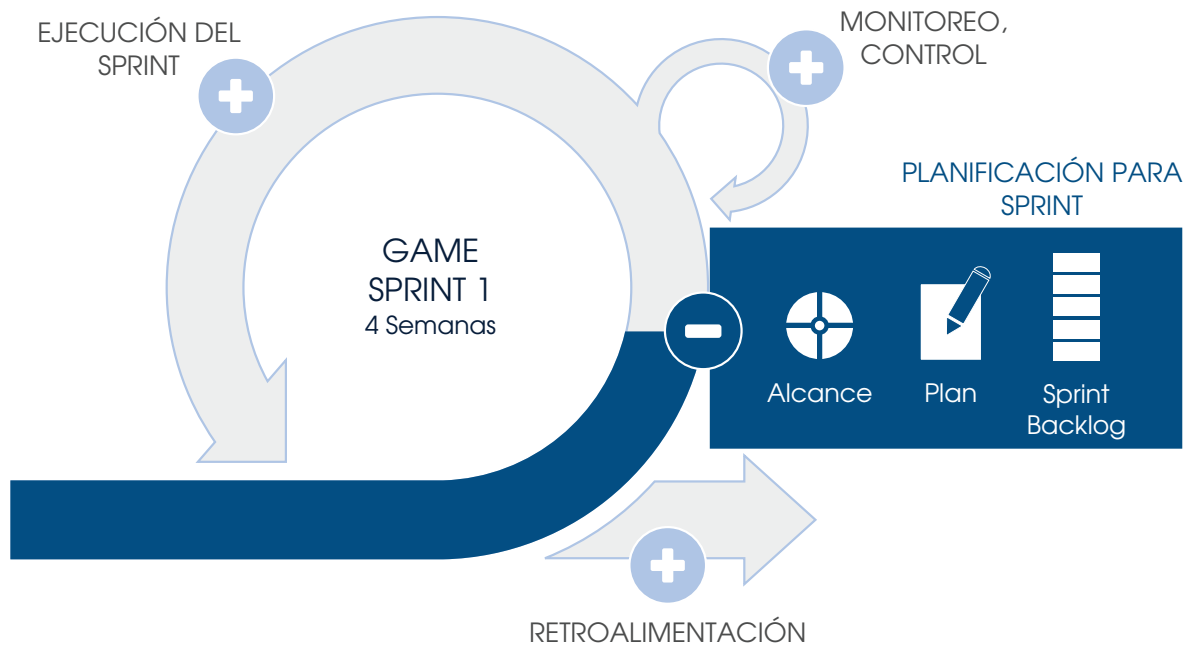 EJECUCIÓN DEL
SPRINT
MONITOREO,
CONTROL
PLANIFICACIÓN PARA
SPRINT
GAME
SPRINT 1
4 Semanas
Alcance
Plan
Sprint
Backlog
RETROALIMENTACIÓN